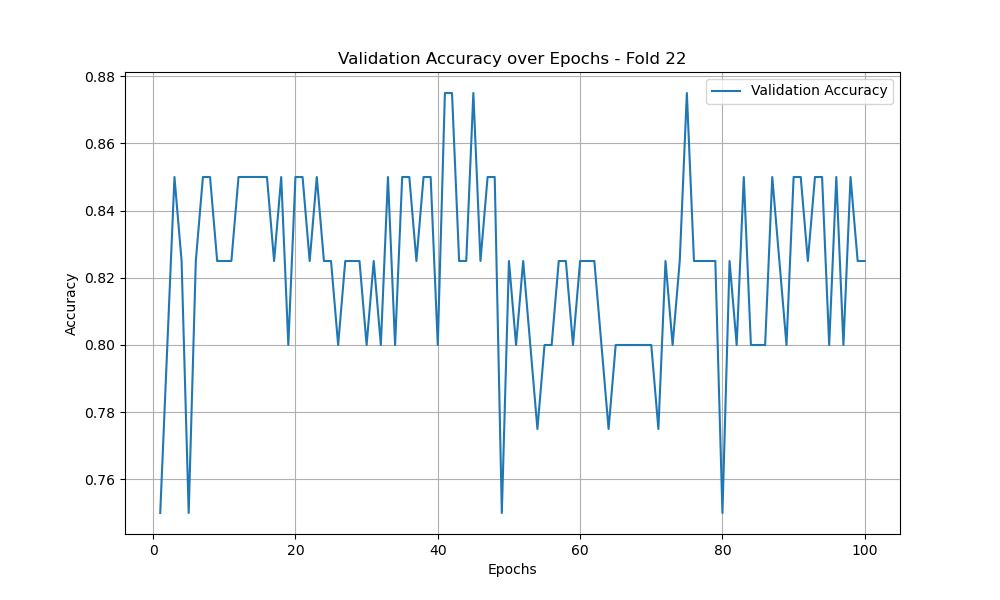 Validation Accuracy over Epochs - Fold 22
Validation Accuracy
Accuracy
0.88
0.86
0.84
0.82
0.80
0.78
0.76
0 20 40 60 80 100
Epochs